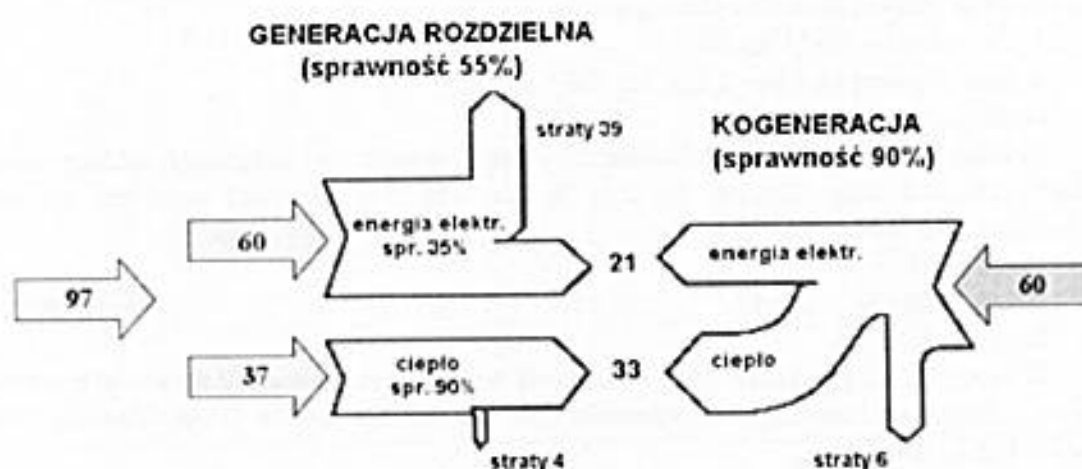 GENERACJA ROZDZIELNA
(sprawność 55%)
straty 39
KOGENERACJA
(sprawność 90%)
60
energia elektr.
spr. 35%
21
energia elektr.
97
60
37
ciepło
spr. 90%
33
ciepło
straty 4
straty 6